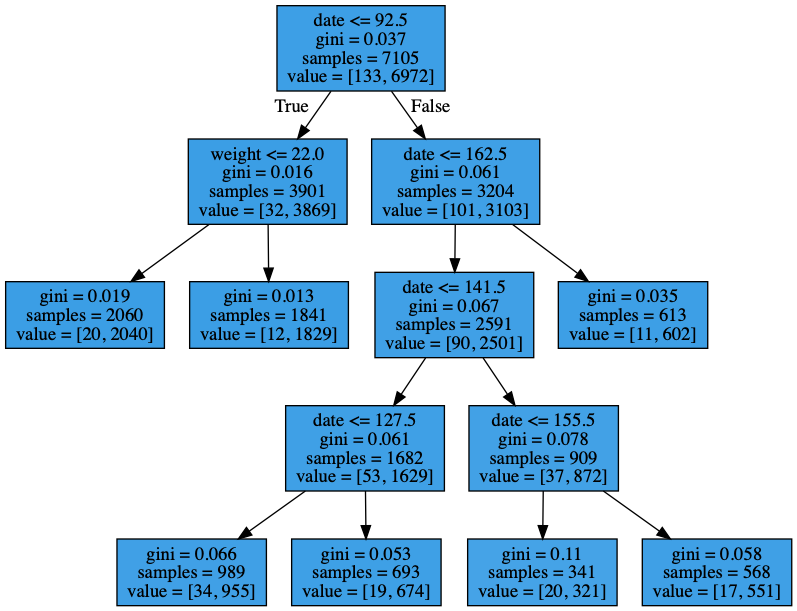 date <= 92.5
gini = 0.037
samples = 7105
value = [133, 6972]
True
False
weight <= 22.0
gini = 0.016
samples = 3901
value = [32, 3869]
date <= 162.5
gini = 0.061
samples = 3204
value = [101, 3103]
gini = 0.019
samples = 2060
value = [20, 2040]
gini = 0.013
samples = 1841
value = [12, 1829]
date <= 141.5
gini = 0.067
samples = 2591
value = [90, 2501]
gini = 0.035
samples = 613
value = [11, 602]
date <= 127.5
gini = 0.061
samples = 1682
value = [53, 1629]
date <= 155.5
gini = 0.078
samples = 909
value = [37, 872]
gini = 0.066
samples = 989
value = [34, 955]
gini = 0.053
samples = 693
value = [19, 674]
gini = 0.11
samples = 341
value = [20, 321]
gini = 0.058
samples = 568
value = [17, 551]